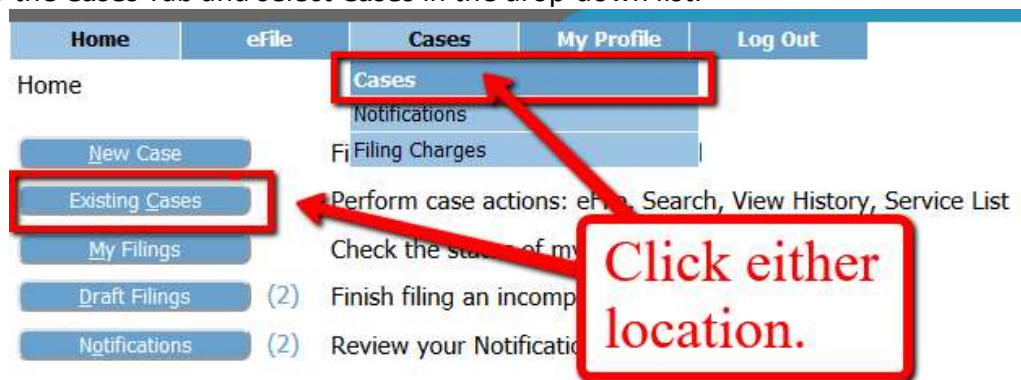 the Cases Tab and select Cases in the drop-down list.
Home eFile Cases My Profile Log Out
Home
Cases
Notifications
Filing Charges
New Case
Existing Cases Perform case actions: eFile, Search, View History, Service List
My Filings Check the status of my
Draft Filings (2) Finish filing an
Notifications (2) Review your
Click either
location.